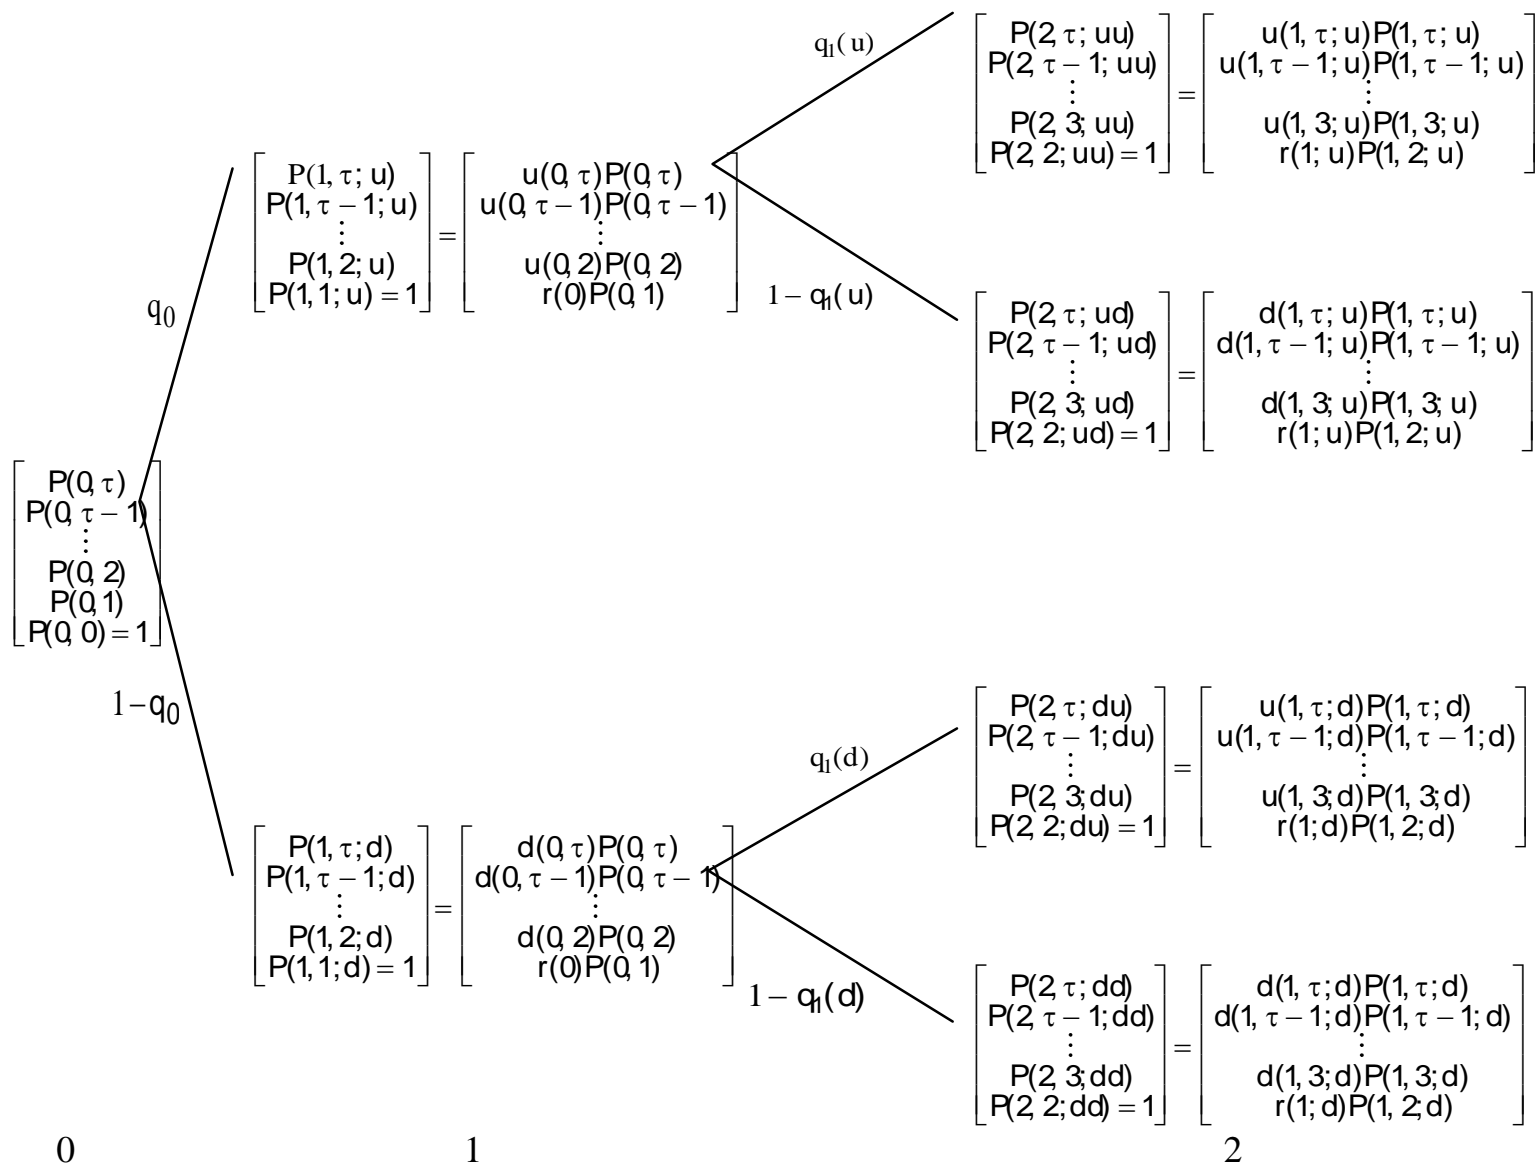 q₁(u)
P(2, τ; uu)
P(2, τ − 1; uu)
⋮
P(2, 3; uu)
P(2, 2; uu) = 1
=
u(1, τ; u)P(1, τ; u)
u(1, τ − 1; u)P(1, τ − 1; u)
⋮
u(1, 3; u)P(1, 3; u)
r(1; u)P(1, 2; u)
P(1, τ; u)
P(1, τ − 1; u)
⋮
P(1, 2; u)
P(1, 1; u) = 1
=
u(0, τ)P(0, τ)
u(0, τ − 1)P(0, τ − 1)
⋮
u(0, 2)P(0, 2)
r(0)P(0, 1)
q₀
1 − q₁(u)
P(2, τ; ud)
P(2, τ − 1; ud)
⋮
P(2, 3; ud)
P(2, 2; ud) = 1
=
d(1, τ; u)P(1, τ; u)
d(1, τ − 1; u)P(1, τ − 1; u)
⋮
d(1, 3; u)P(1, 3; u)
r(1; u)P(1, 2; u)
P(0, τ)
P(0, τ − 1)
⋮
P(0, 2)
P(0, 1)
P(0, 0) = 1
1−q₀
q₁(d)
P(2, τ; du)
P(2, τ − 1; du)
⋮
P(2, 3; du)
P(2, 2; du) = 1
=
u(1, τ; d)P(1, τ; d)
u(1, τ − 1; d)P(1, τ − 1; d)
⋮
u(1, 3; d)P(1, 3; d)
r(1; d)P(1, 2; d)
P(1, τ; d)
P(1, τ − 1; d)
⋮
P(1, 2; d)
P(1, 1; d) = 1
=
d(0, τ)P(0, τ)
d(0, τ − 1)P(0, τ − 1)
⋮
d(0, 2)P(0, 2)
r(0)P(0, 1)
1 − q₁(d)
P(2, τ; dd)
P(2, τ − 1; dd)
⋮
P(2, 3; dd)
P(2, 2; dd) = 1
=
d(1, τ; d)P(1, τ; d)
d(1, τ − 1; d)P(1, τ − 1; d)
⋮
d(1, 3; d)P(1, 3; d)
r(1; d)P(1, 2; d)
0 1 2